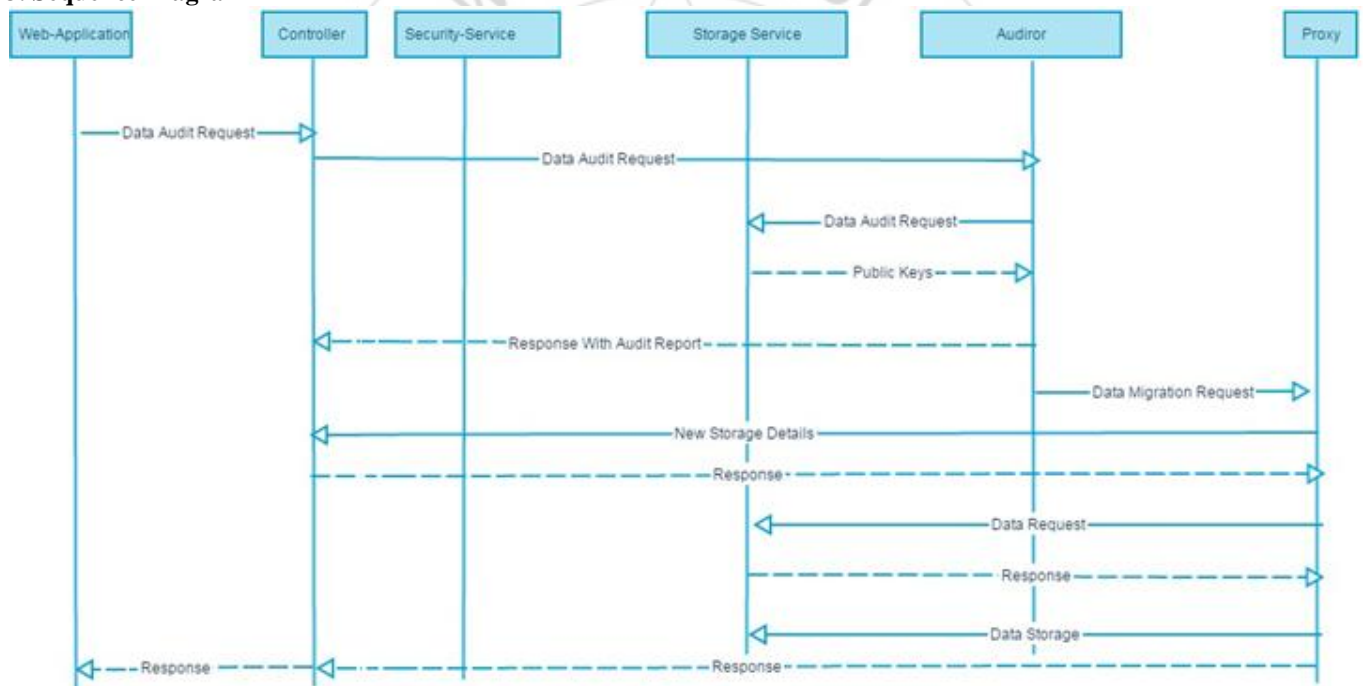 Sequence Diagram
Web-Application Controller Security-Service Storage Service Audiror Proxy
Data Audit Request
Data Audit Request
Data Audit Request
Public Keys
Response With Audit Report
Data Migration Request
New Storage Details
Response
Data Request
Response
Data Storage
Response Response